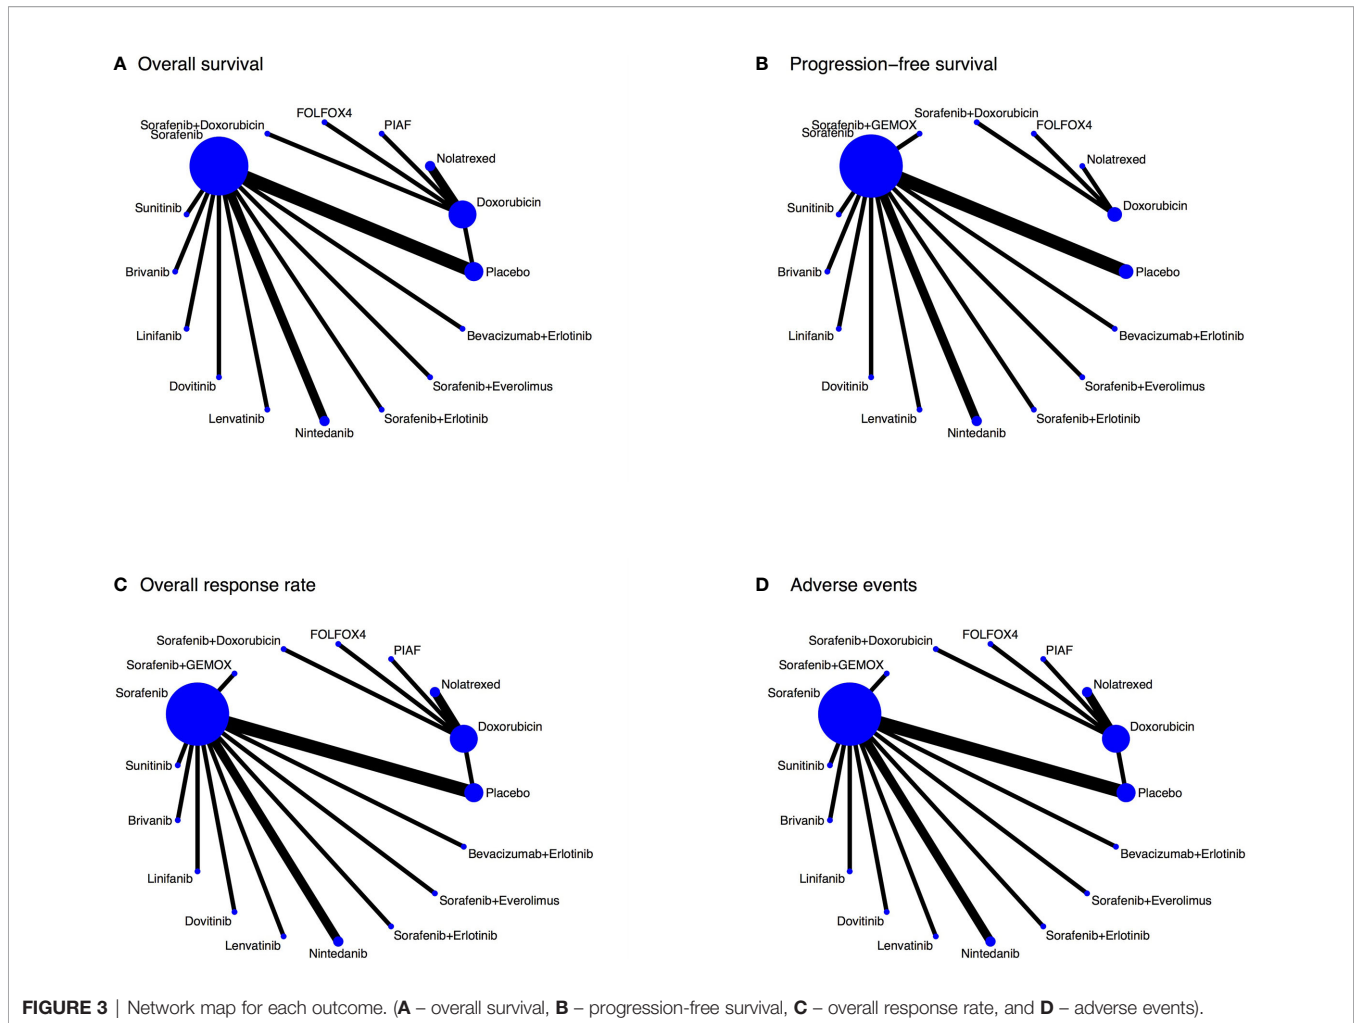 A Overall survival
FOLFOX4
Sorafenib+Doxorubicin
PIAF
Sorafenib
Nolatrexed
Doxorubicin
Sunitinib
Placebo
Brivanib
Linifanib
Bevacizumab+Erlotinib
Dovitinib
Sorafenib+Everolimus
Lenvatinib
Sorafenib+Erlotinib
Nintedanib
B Progression–free survival
Sorafenib+Doxorubicin
Sorafenib+GEMOX
FOLFOX4
Sorafenib
Nolatrexed
Doxorubicin
Sunitinib
Placebo
Brivanib
Linifanib
Bevacizumab+Erlotinib
Dovitinib
Sorafenib+Everolimus
Lenvatinib
Sorafenib+Erlotinib
Nintedanib
C Overall response rate
FOLFOX4
Sorafenib+Doxorubicin
PIAF
Sorafenib+GEMOX
Nolatrexed
Sorafenib
Doxorubicin
Sunitinib
Placebo
Brivanib
Bevacizumab+Erlotinib
Linifanib
Sorafenib+Everolimus
Dovitinib
Sorafenib+Erlotinib
Lenvatinib
Nintedanib
D Adverse events
FOLFOX4
Sorafenib+Doxorubicin
PIAF
Sorafenib+GEMOX
Nolatrexed
Sorafenib
Doxorubicin
Sunitinib
Placebo
Brivanib
Bevacizumab+Erlotinib
Linifanib
Sorafenib+Everolimus
Dovitinib
Sorafenib+Erlotinib
Lenvatinib
Nintedanib
FIGURE 3 | Network map for each outcome. (A – overall survival, B – progression-free survival, C – overall response rate, and D – adverse events).